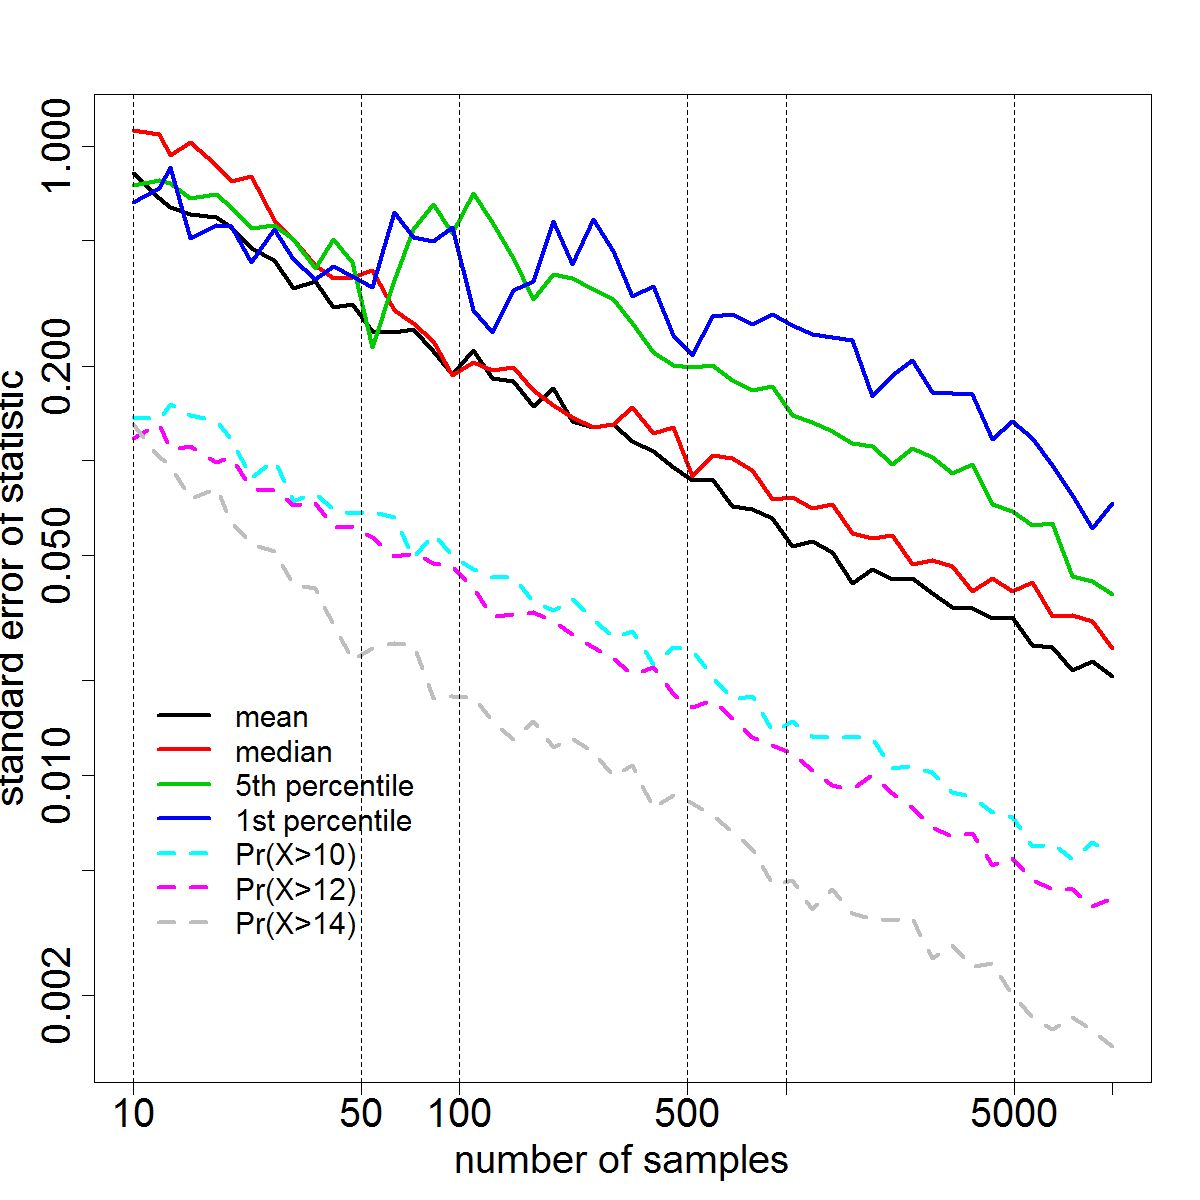 standard error of statistic
1.000
0.200
0.050
0.010
0.002
mean
median
5th percentile
1st percentile
Pr(X>10)
Pr(X>12)
Pr(X>14)
10 50 100 500 5000
number of samples